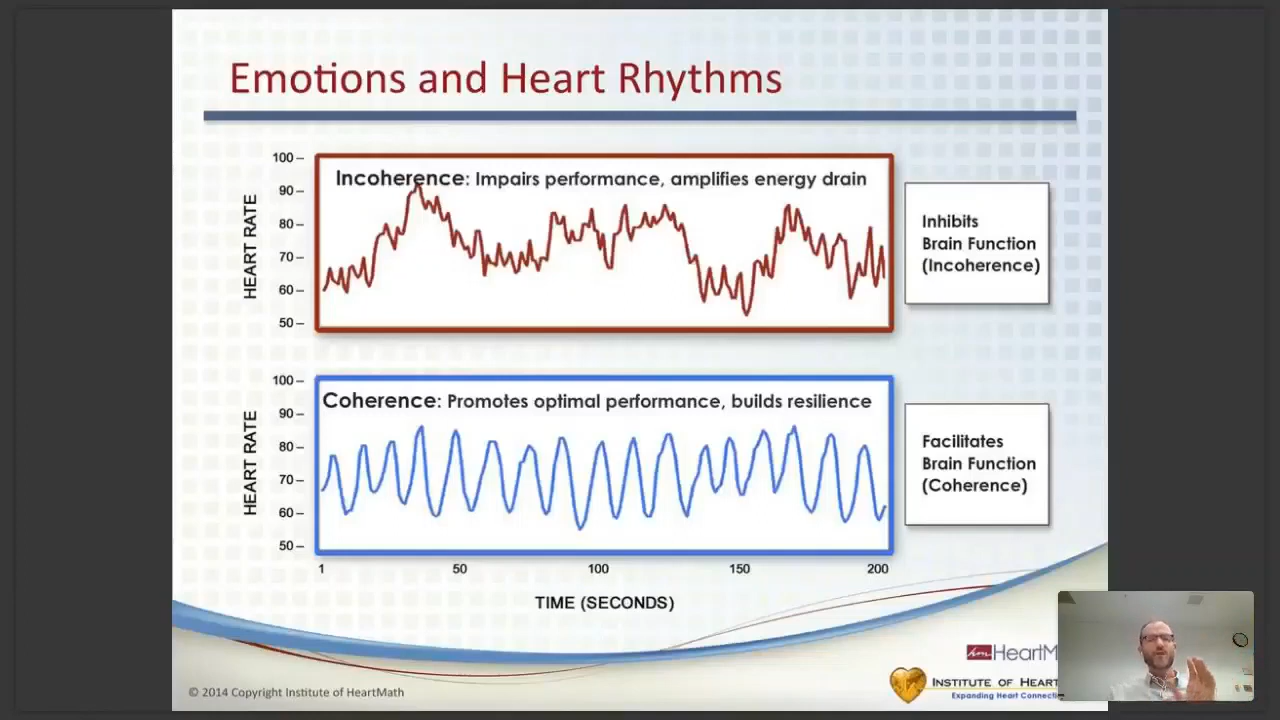 Emotions and Heart Rhythms
HEART RATE
100
90
80
70
60
50
Incoherence: Impairs performance, amplifies energy drain
Inhibits
Brain Function
(Incoherence)
HEART RATE
100
90
80
70
60
50
Coherence: Promotes optimal performance, builds resilience
Facilitates
Brain Function
(Coherence)
1 50 100 150 200
TIME (SECONDS)
hm HeartM
INSTITUTE OF HEART
Expanding Heart Connecti
© 2014 Copyright Institute of HeartMath